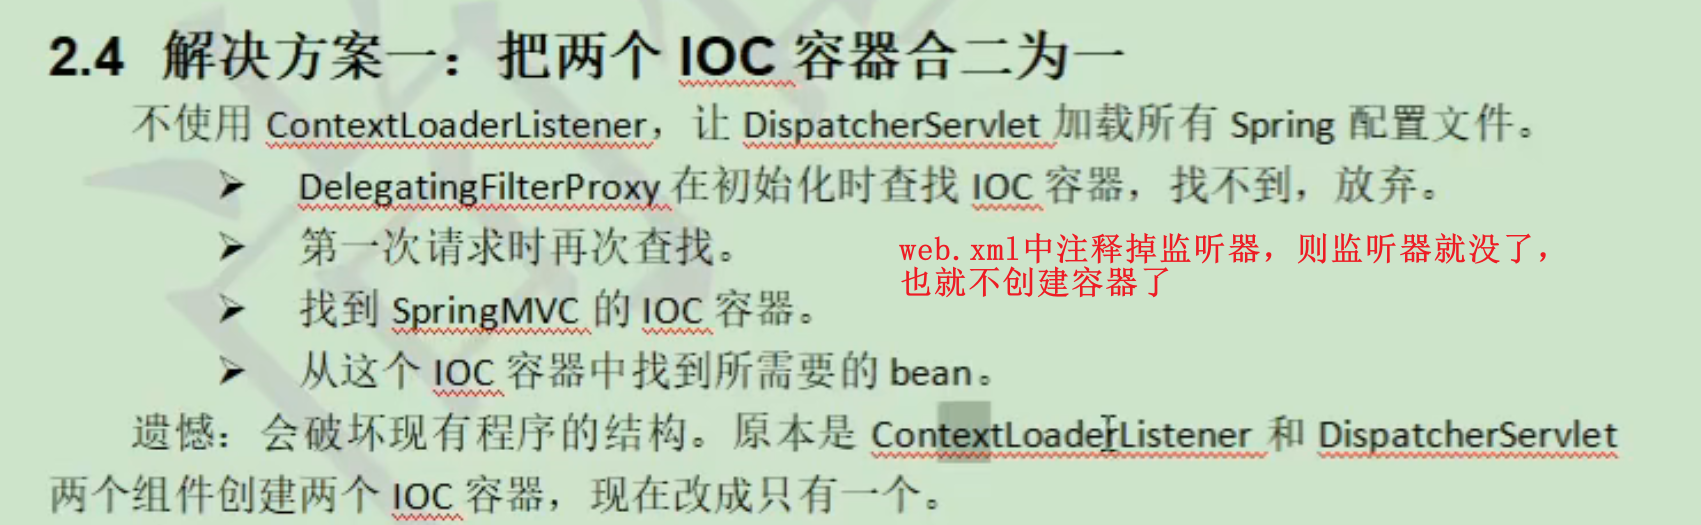 2.4 解决方案一：把两个 IOC 容器合二为一
不使用 ContextLoaderListener，让 DispatcherServlet 加载所有 Spring 配置文件。
➢ DelegatingFilterProxy 在初始化时查找 IOC 容器，找不到，放弃。
➢ 第一次请求时再次查找。
web.xml中注释掉监听器，则监听器就没了，
也就不创建容器了
➢ 找到 SpringMVC 的 IOC 容器。
➢ 从这个 IOC 容器中找到所需要的 bean。
遗憾：会破坏现有程序的结构。原本是 ContextLoaderListener 和 DispatcherServlet
两个组件创建两个 IOC 容器，现在改成只有一个。